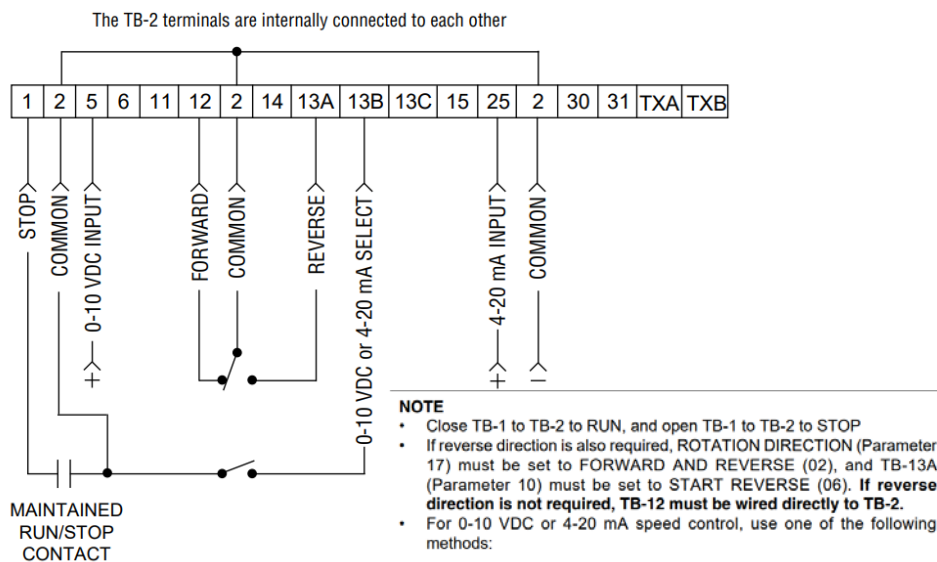 The TB-2 terminals are internally connected to each other
1 2 5 6 11 12 2 14 13A 13B 13C 15 25 2 30 31 TXA TXB
STOP
COMMON
0-10 VDC INPUT
FORWARD
COMMON
REVERSE
0-10 VDC or 4-20 mA SELECT
4-20 mA INPUT
COMMON
+
+
–
MAINTAINED
RUN/STOP
CONTACT
NOTE
• Close TB-1 to TB-2 to RUN, and open TB-1 to TB-2 to STOP
• If reverse direction is also required, ROTATION DIRECTION (Parameter
17) must be set to FORWARD AND REVERSE (02), and TB-13A
(Parameter 10) must be set to START REVERSE (06). If reverse
direction is not required, TB-12 must be wired directly to TB-2.
• For 0-10 VDC or 4-20 mA speed control, use one of the following
methods: